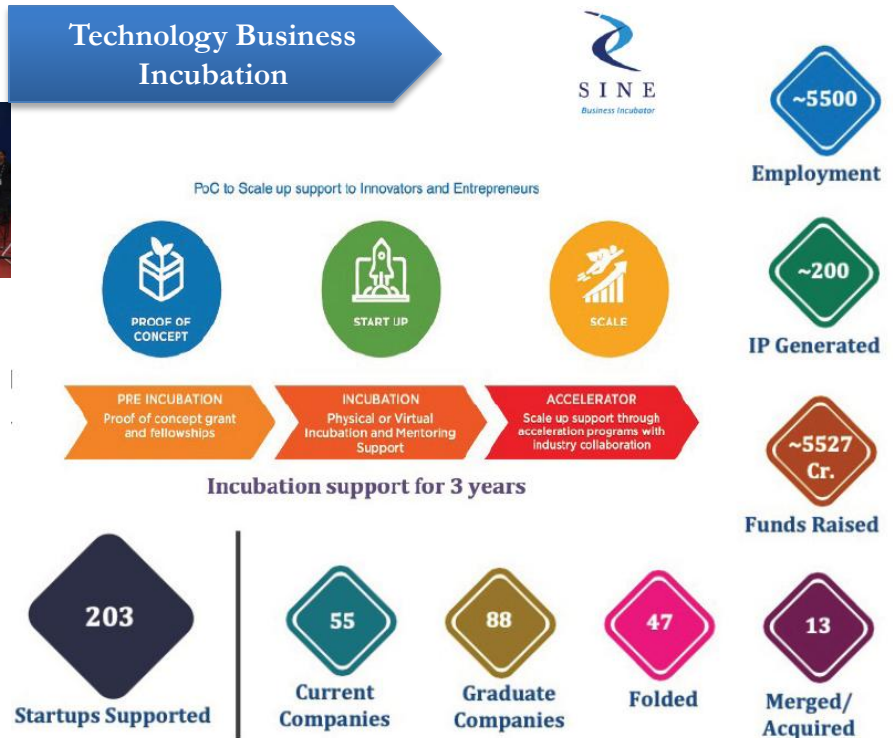 Technology Business
Incubation
SINE
Business Incubator
PoC to Scale up support to Innovators and Entrepreneurs
PROOF OF
CONCEPT
START UP
SCALE
PRE INCUBATION
Proof of concept grant
and fellowships
INCUBATION
Physical or Virtual
Incubation and Mentoring
Support
ACCELERATOR
Scale up support through
acceleration programs with
industry collaboration
Incubation support for 3 years
~5500
Employment
~200
IP Generated
~5527
Cr.
Funds Raised
203
Startups Supported
55
Current
Companies
88
Graduate
Companies
47
Folded
13
Merged/
Acquired